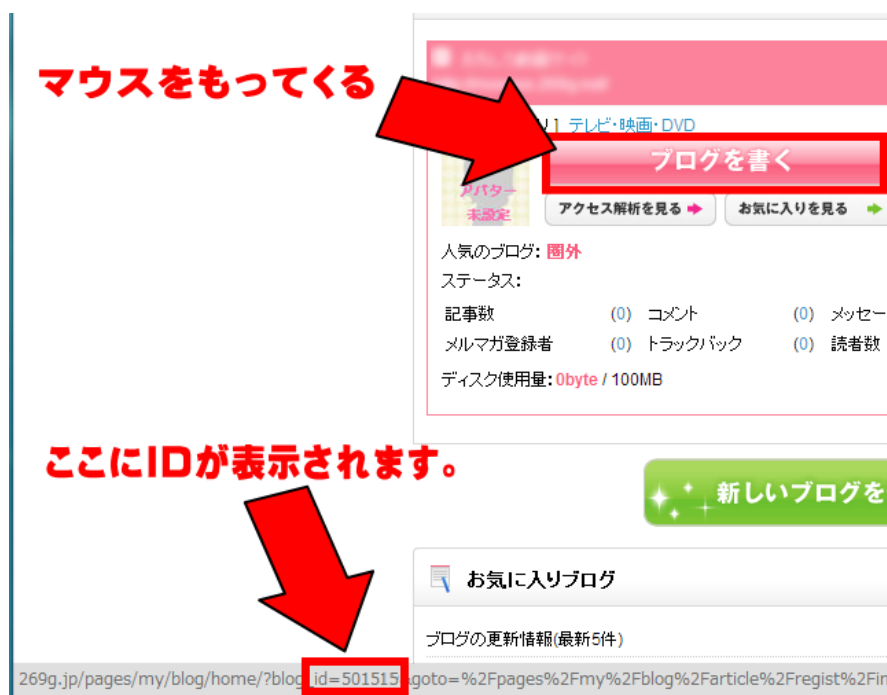 マウスをもってくる
テレビ・映画・DVD
ブログを書く
アバター
未設定
アクセス解析を見る
お気に入りを見る
人気のブログ: 圏外
ステータス:
記事数 (0) コメント (0) メッセー
メルマガ登録者 (0) トラックバック (0) 読者数
ディスク使用量: 0byte / 100MB
ここにIDが表示されます。
新しいブログを
お気に入りブログ
ブログの更新情報(最新5件)
269g.jp/pages/my/blog/home/?blog_id=501515&goto=%2Fpages%2Fmy%2Fblog%2Farticle%2Fregist%2Fin